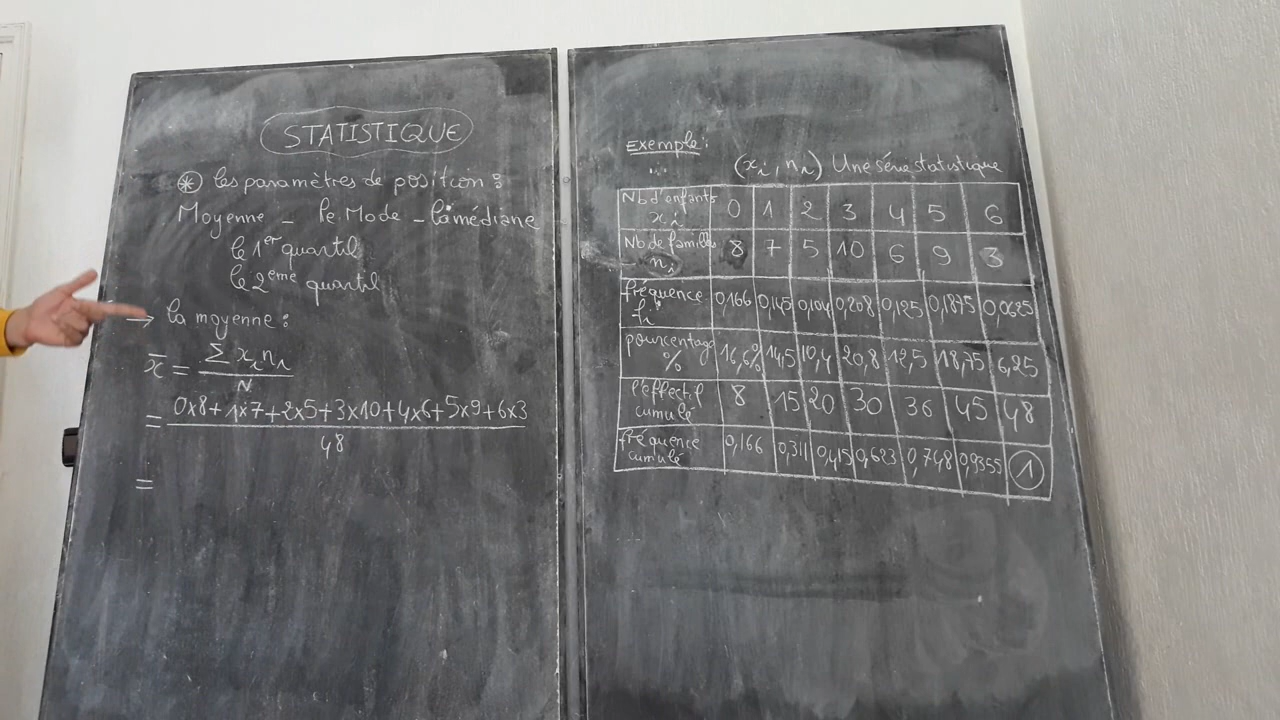 STATISTIQUE
* les paramètres de position :
Moyenne - le Mode - la médiane
le 1er quartil
le 2ème quartil
→ la moyenne :
x̄ = Σ xi ni / N
= 0x8+1x7+2x5+3x10+4x6+5x9+6x3 / 48
=
Exemple :
(xi, ni) Une série statistique
Nb d'enfants xi 0 1 2 3 4 5 6
Nb de familles ni 8 7 5 10 6 9 3
fréquence fi 0,166 0,145 0,104 0,208 0,125 0,1875 0,0625
pourcentage % 16,6% 14,5 10,4 20,8 12,5 18,75 6,25
l'effectif cumulé 8 15 20 30 36 45 48
fréquence cumulé 0,166 0,311 0,415 0,623 0,748 0,9355 1